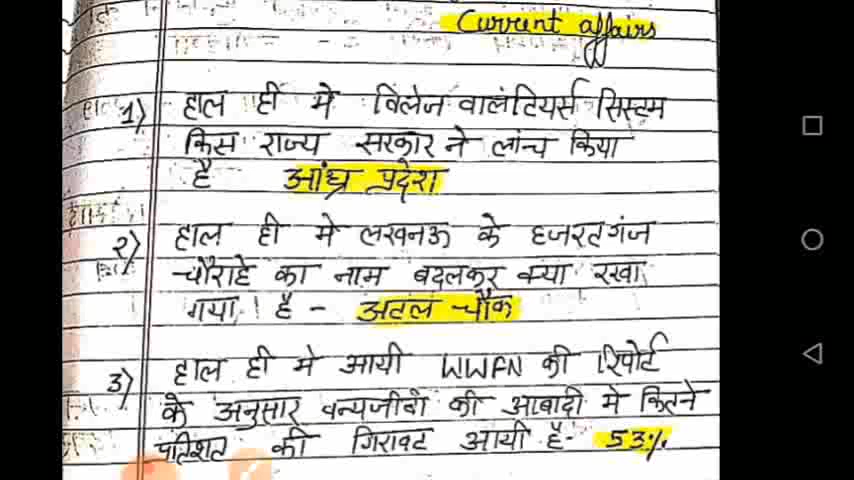 Current affairs
1) हाल ही मे विलेज वालंटियर्स सिस्टम
किस राज्य सरकार ने लांच किया
है आंध्र प्रदेश
2) हाल ही मे लखनऊ के हजरतगंज
चौराहे का नाम बदलकर क्या रखा
गया है - अटल चौक
3) हाल ही मे आयी WWFN की रिपोर्ट
के अनुसार वन्यजीवो की आबादी मे कितने
प्रतिशत की गिरावट आयी है- 53%